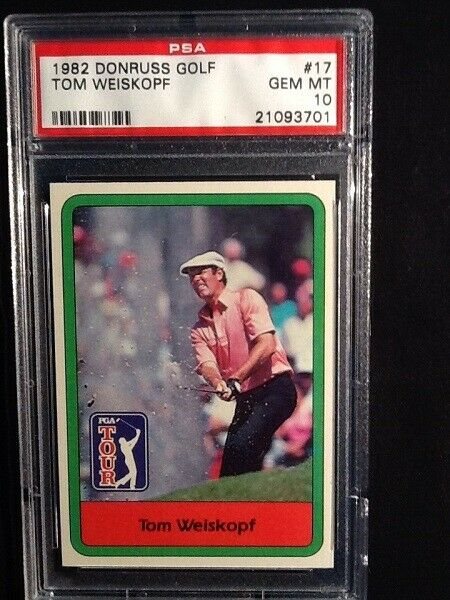 PSA
1982 DONRUSS GOLF #17
TOM WEISKOPF GEM MT
10
21093701
PGA
TOUR
Tom Weiskopf